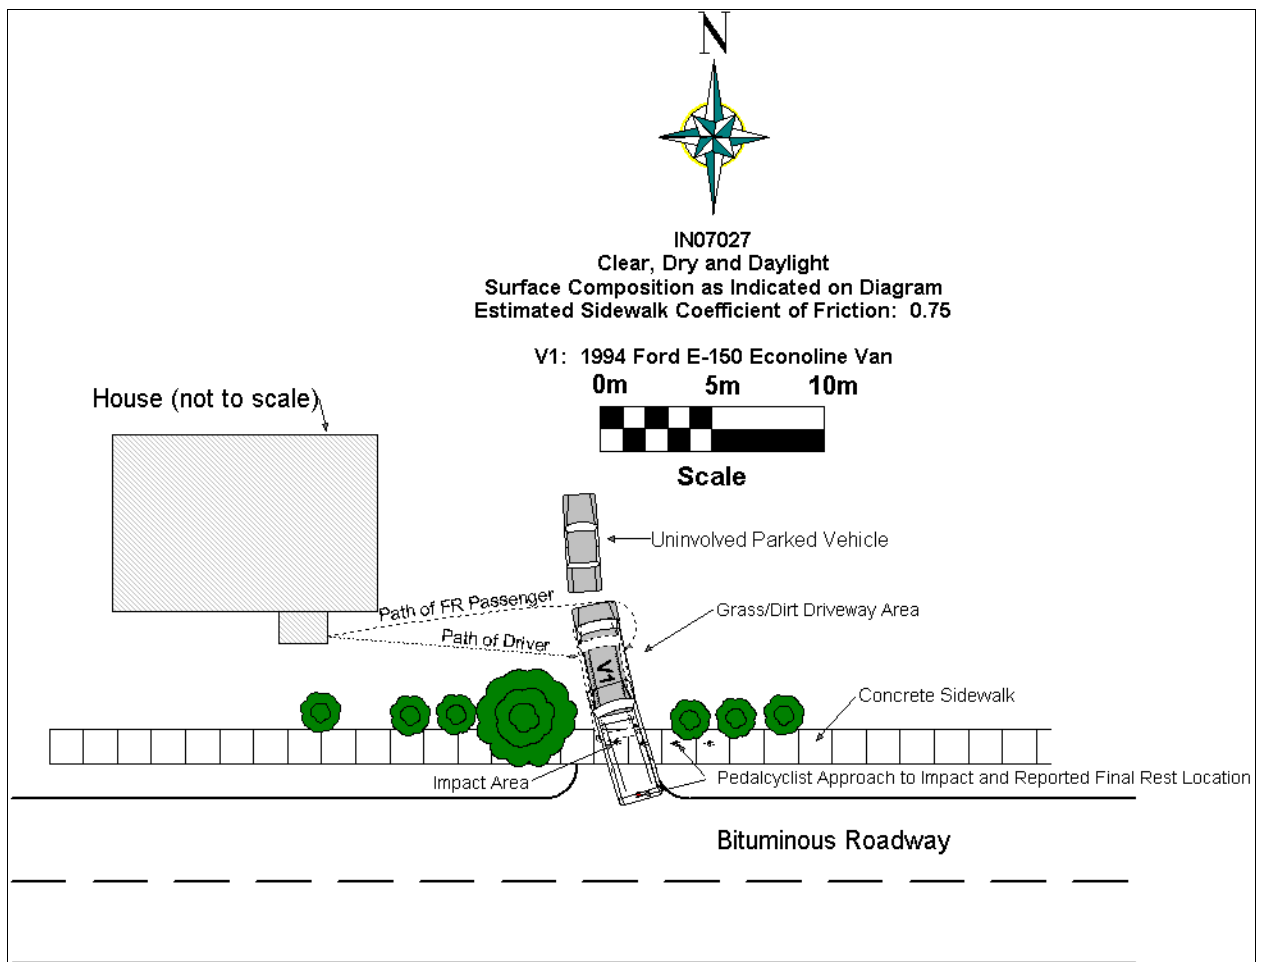 N
IN07027
Clear, Dry and Daylight
Surface Composition as Indicated on Diagram
Estimated Sidewalk Coefficient of Friction: 0.75
V1: 1994 Ford E-150 Econoline Van
0m 5m 10m
Scale
House (not to scale)
Uninvolved Parked Vehicle
Path of FR Passenger
Grass/Dirt Driveway Area
Path of Driver
V1
Concrete Sidewalk
Impact Area
Pedalcyclist Approach to Impact and Reported Final Rest Location
Bituminous Roadway